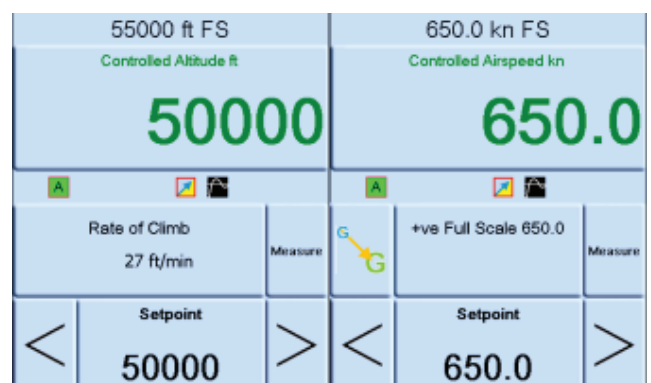 55000 ft FS
Controlled Altitude ft
50000
A
Rate of Climb
27 ft/min
Measure
Setpoint
<
50000
>
650.0 kn FS
Controlled Airspeed kn
650.0
A
G
G
+ve Full Scale 650.0
Measure
Setpoint
<
650.0
>